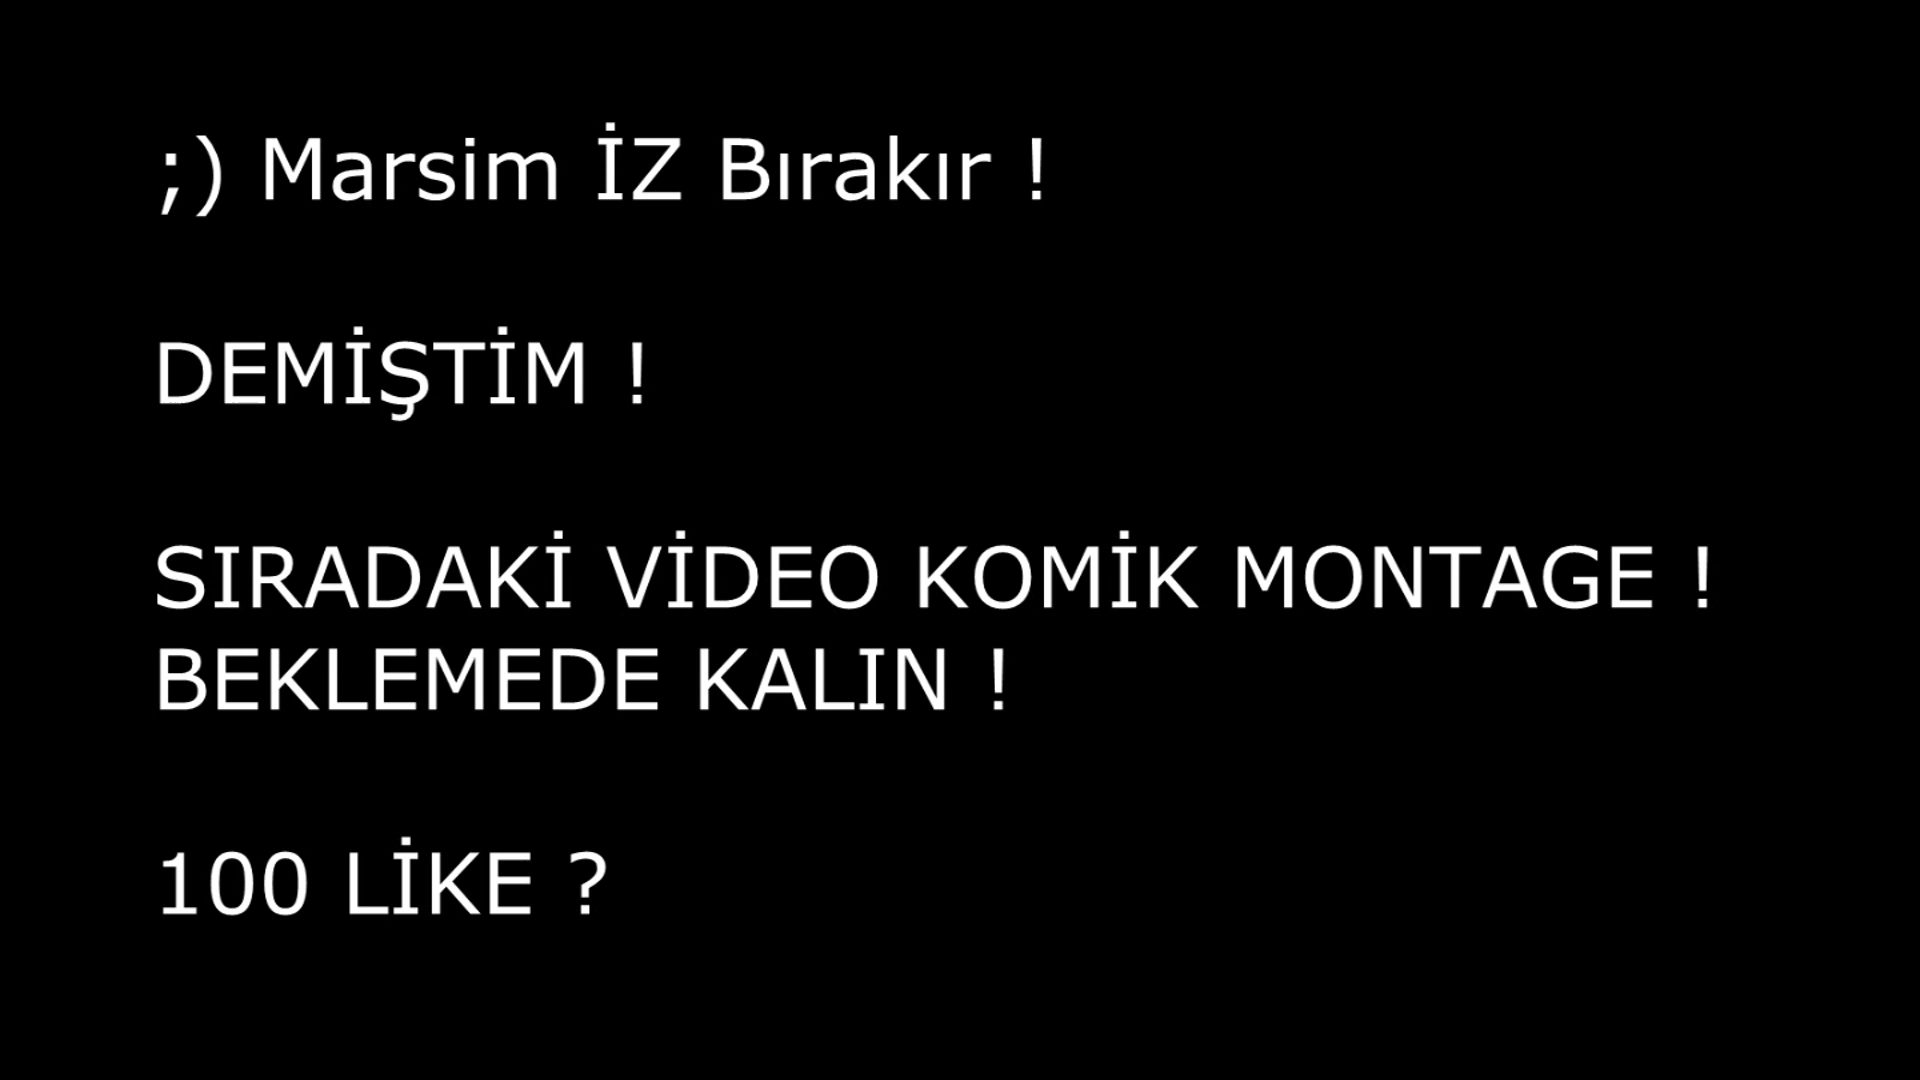 ;) Marsim İZ Bırakır !
DEMİŞTİM !
SIRADAKİ VİDEO KOMİK MONTAGE !
BEKLEMEDE KALIN !
100 LİKE ?